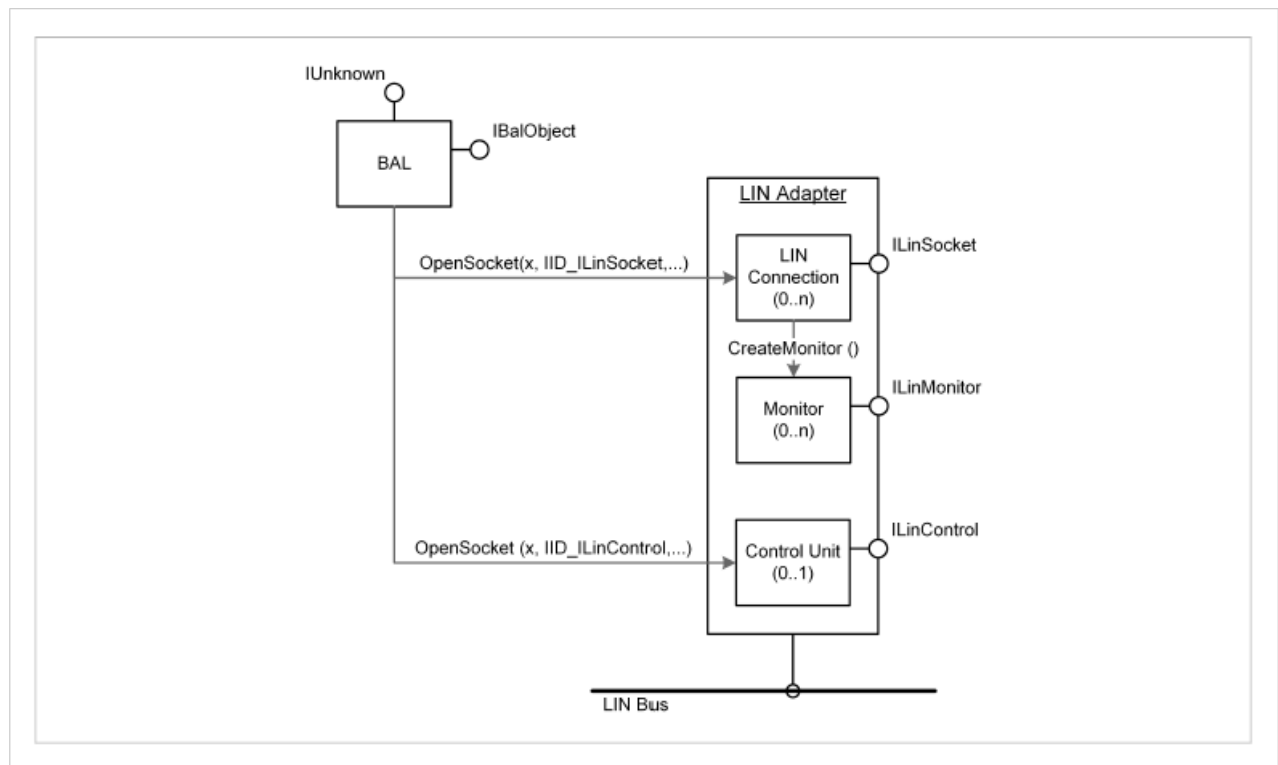 IUnknown
IBalObject
BAL
LIN Adapter
ILinSocket
LIN
Connection
(0..n)
OpenSocket(x, IID_ILinSocket,...)
CreateMonitor ()
ILinMonitor
Monitor
(0..n)
ILinControl
OpenSocket (x, IID_ILinControl,...)
Control Unit
(0..1)
LIN Bus